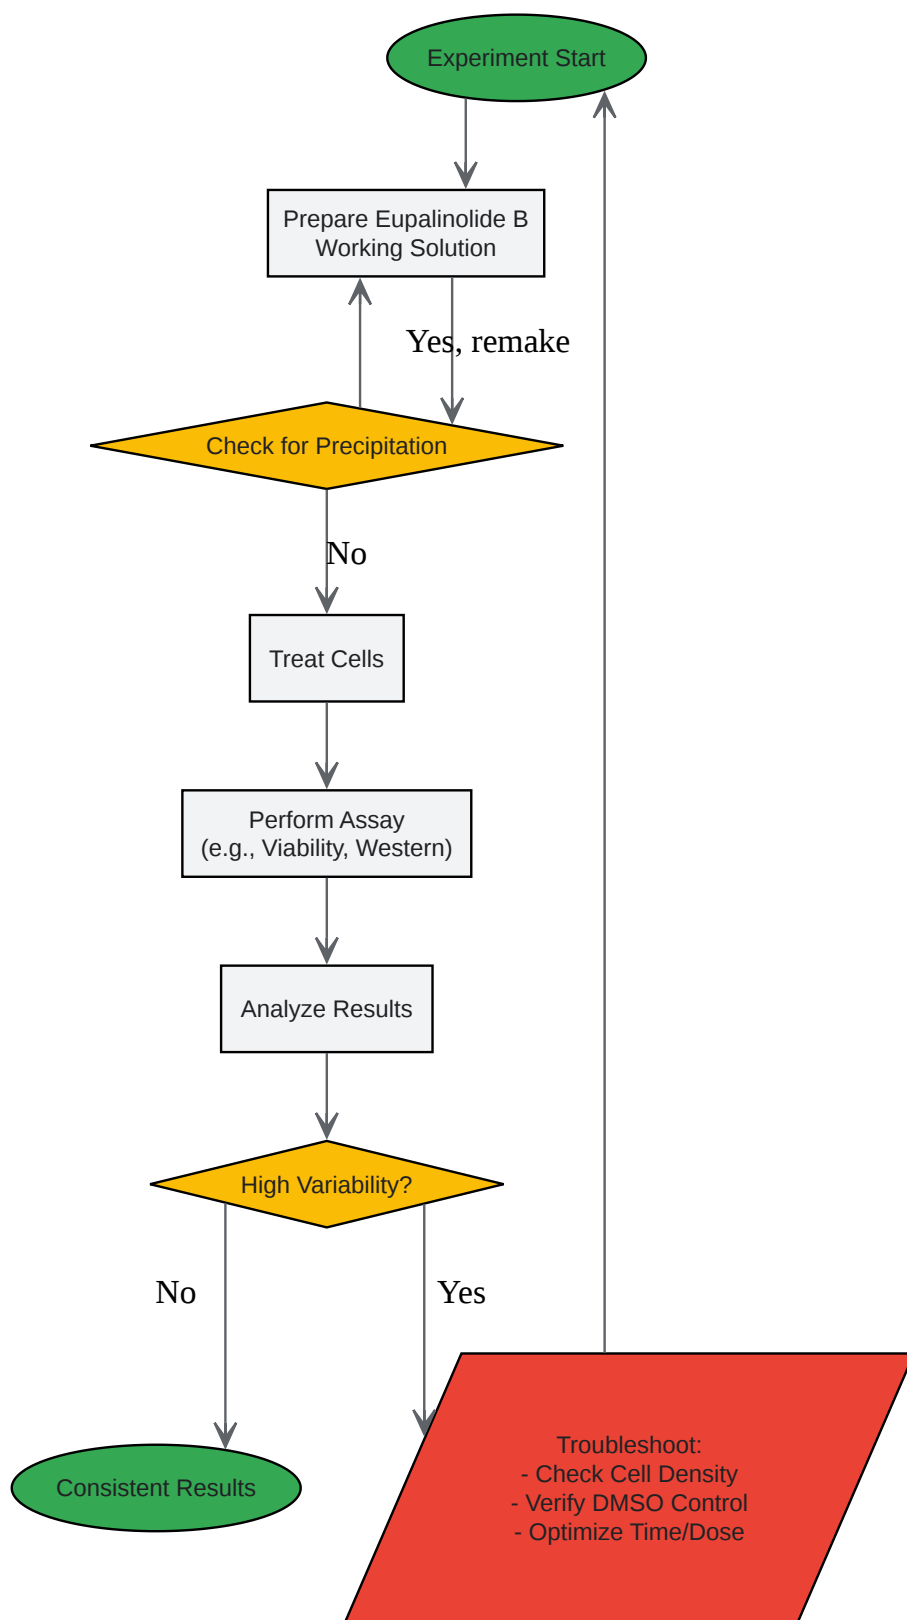 Experiment Start
Prepare Eupalinolide B
Working Solution
Yes, remake
Check for Precipitation
No
Treat Cells
Perform Assay
(e.g., Viability, Western)
Analyze Results
High Variability?
No
Yes
Troubleshoot:
- Check Cell Density
- Verify DMSO Control
- Optimize Time/Dose
Consistent Results